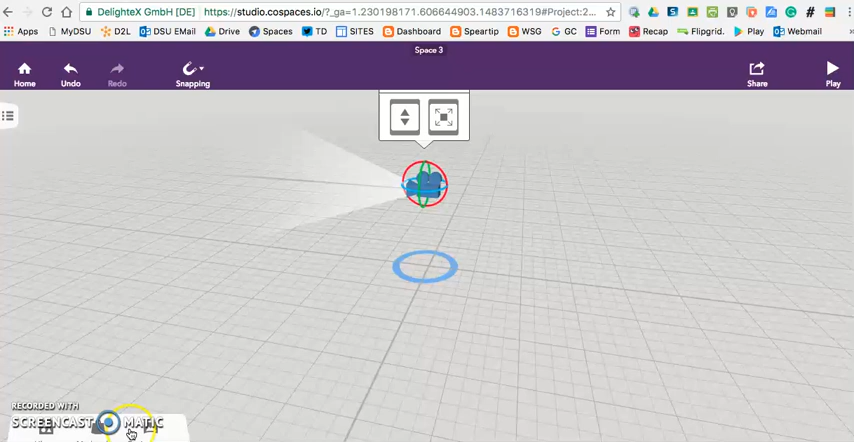 DelighteX GmbH [DE] https://studio.cospaces.io/?_ga=1.230198171.606644903.1483716319#Project:2...
Apps MyDSU D2L DSU EMail Drive Spaces TD SITES Dashboard Speartip WSG GC Form Recap Flipgrid. Play Webmail
Space 3
Home Undo Redo Snapping Share Play
RECORDED WITH
SCREENCAST MATIC